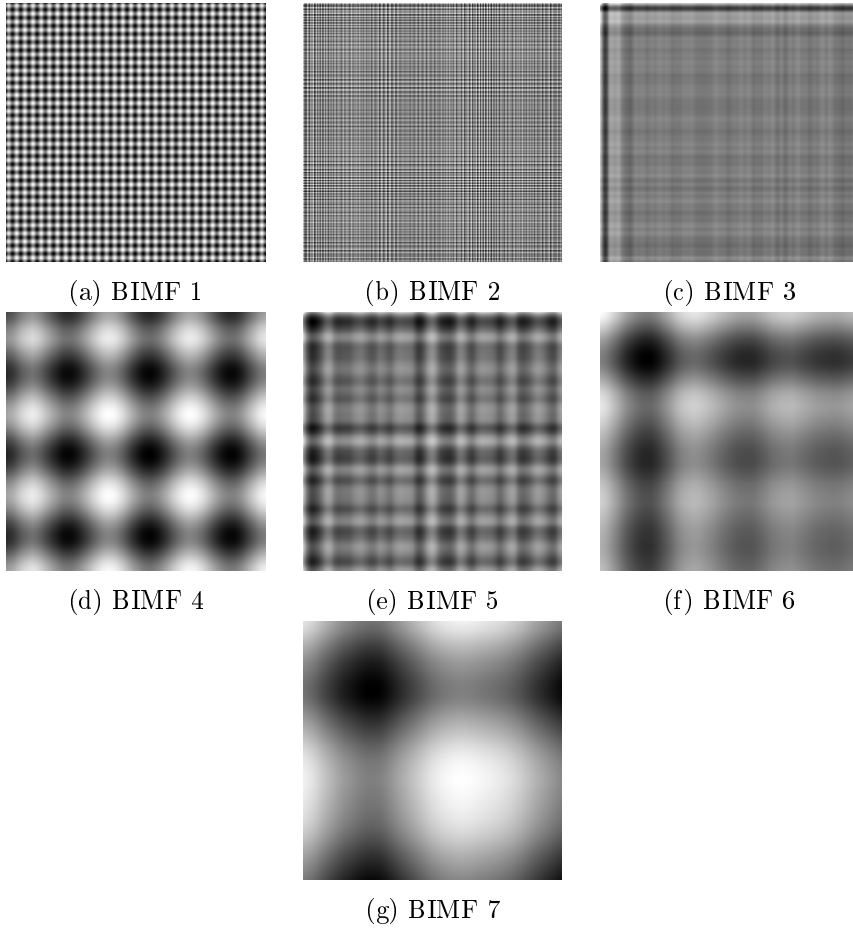 (a) BIMF 1
(b) BIMF 2
(c) BIMF 3
(d) BIMF 4
(e) BIMF 5
(f) BIMF 6
(g) BIMF 7